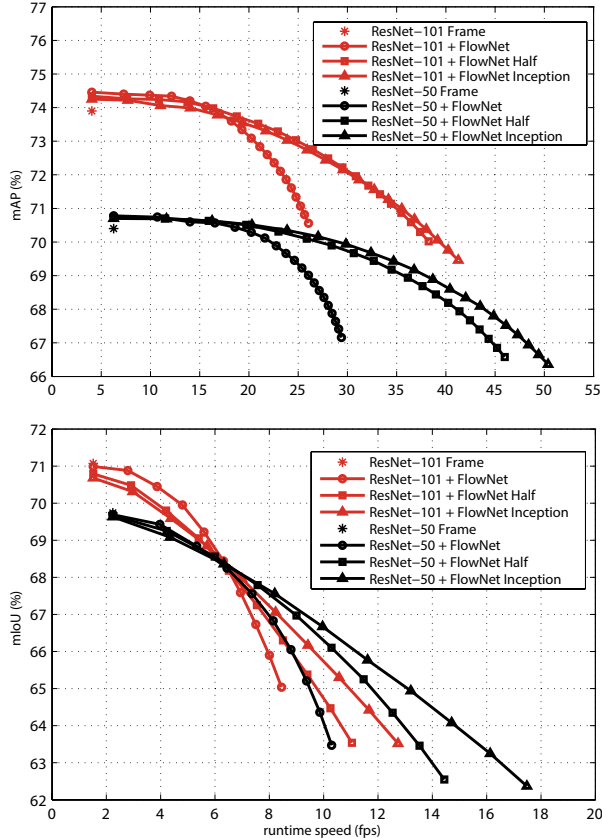 77
76
75
74
73
72
71
70
69
68
67
66
mAP (%)
ResNet−101 Frame
ResNet−101 + FlowNet
ResNet−101 + FlowNet Half
ResNet−101 + FlowNet Inception
ResNet−50 Frame
ResNet−50 + FlowNet
ResNet−50 + FlowNet Half
ResNet−50 + FlowNet Inception
0 5 10 15 20 25 30 35 40 45 50 55
72
71
70
69
68
67
66
65
64
63
62
mIoU (%)
ResNet−101 Frame
ResNet−101 + FlowNet
ResNet−101 + FlowNet Half
ResNet−101 + FlowNet Inception
ResNet−50 Frame
ResNet−50 + FlowNet
ResNet−50 + FlowNet Half
ResNet−50 + FlowNet Inception
0 2 4 6 8 10 12 14 16 18 20
runtime speed (fps)